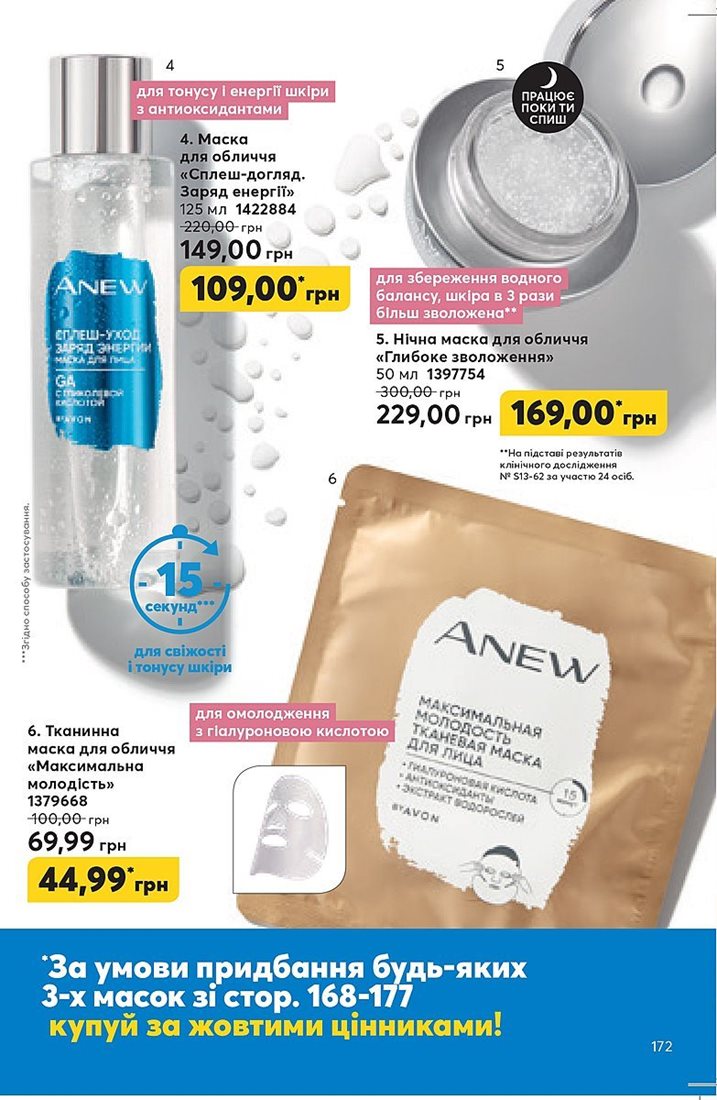 4
для тонусу і енергії шкіри
з антиоксидантами
4. Маска
для обличчя
«Сплеш-догляд.
Заряд енергії»
125 мл 1422884
220,00 грн
149,00 грн
109,00* грн
ANEW
СПЛЕШ-УХОД
ЗАРЯД ЭНЕРГИИ
МАСКА ДЛЯ ЛИЦА
GA
С ГЛИКОЛЕВОЙ
КИСЛОТОЙ
BY AVON
5
ПРАЦЮЄ
ПОКИ ТИ
СПИШ
для збереження водного
балансу, шкіра в 3 рази
більш зволожена**
5. Нічна маска для обличчя
«Глибоке зволоження»
50 мл 1397754
300,00 грн
229,00 грн
169,00* грн
**На підставі результатів
клінічного дослідження
№ S13-62 за участю 24 осіб.
***Згідно способу застосування.
15
секунд***
для свіжості
і тонусу шкіри
6
6. Тканинна
маска для обличчя
«Максимальна
молодість»
1379668
100,00 грн
69,99 грн
44,99* грн
для омолодження
з гіалуроновою кислотою
ANEW
МАКСИМАЛЬНАЯ
МОЛОДОСТЬ
ТКАНЕВАЯ МАСКА
ДЛЯ ЛИЦА
• ГИАЛУРОНОВАЯ КИСЛОТА
• АНТИОКСИДАНТЫ
• ЭКСТРАКТ ВОДОРОСЛЕЙ
15
МИНУТ
BY AVON
*За умови придбання будь-яких
3-х масок зі стор. 168-177
купуй за жовтими цінниками!
172